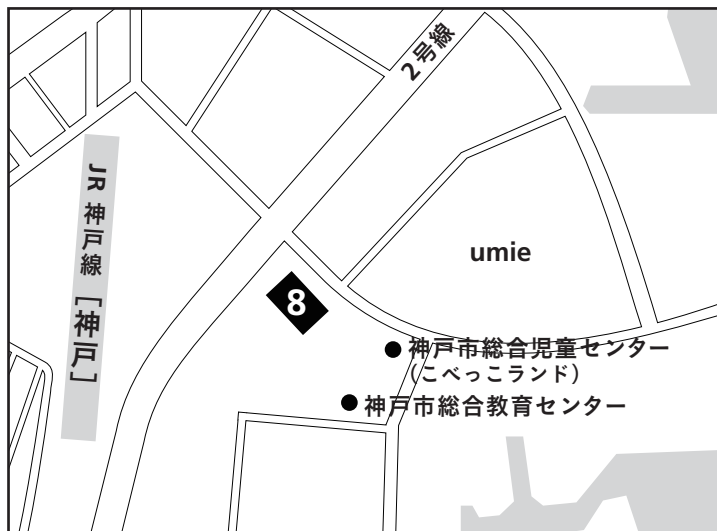 2号線
JR 神戸線 [神戸]
umie
8
神戸市総合児童センター
(こべっこランド)
神戸市総合教育センター